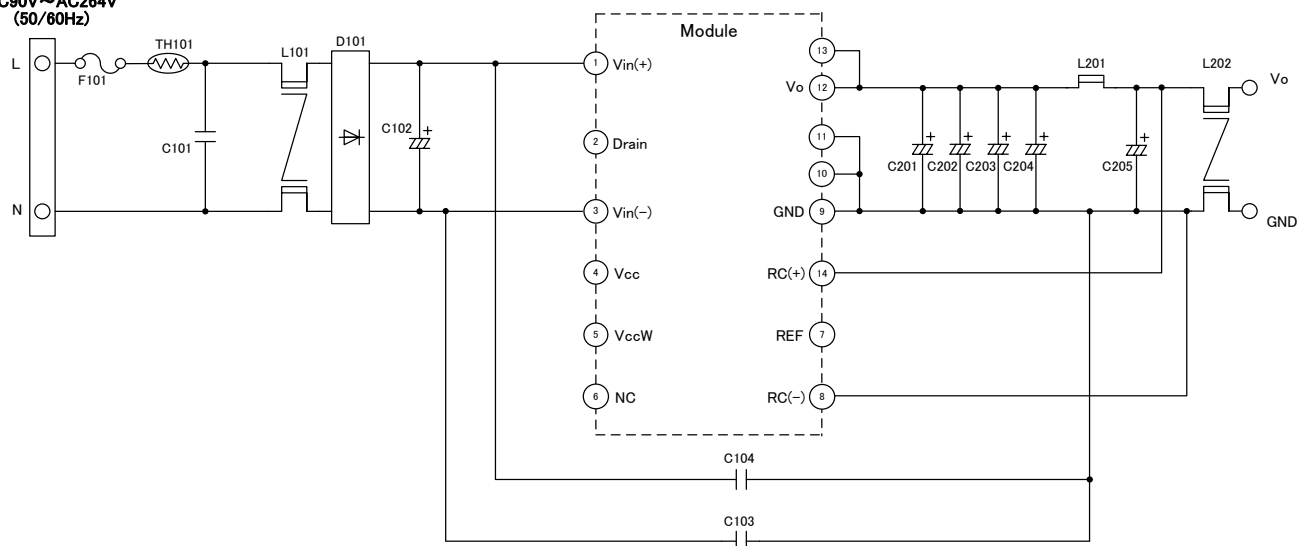 C90V～AC264V
(50/60Hz)
L
F101
TH101
C101
L101
D101
C102
N
Module
1 Vin(+)
2 Drain
3 Vin(-)
4 Vcc
5 VccW
6 NC
13
Vo 12
11
10
GND 9
RC(+) 14
REF 7
RC(-) 8
C201
C202
C203
C204
L201
C205
L202
Vo
GND
C104
C103